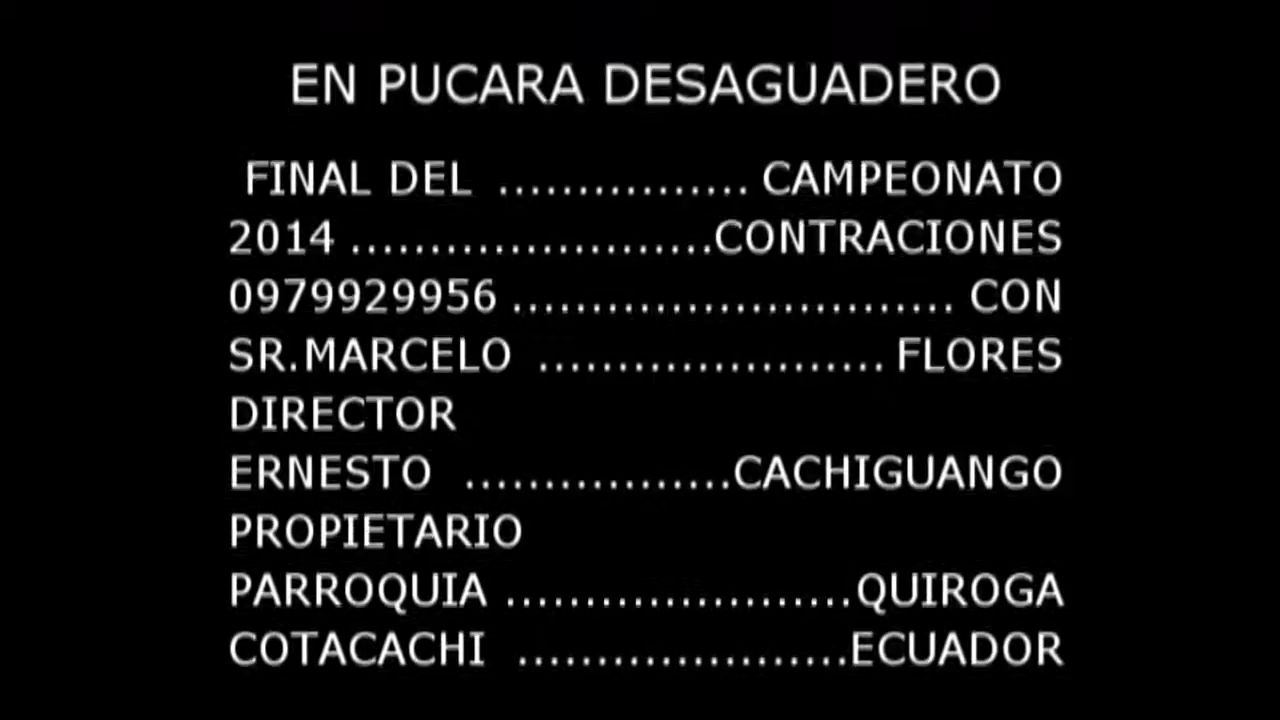 EN PUCARA DESAGUADERO
FINAL DEL ................ CAMPEONATO
2014 .......................CONTRACIONES
0979929956 ............................ CON
SR.MARCELO ...................... FLORES
DIRECTOR
ERNESTO .................CACHIGUANGO
PROPIETARIO
PARROQUIA ......................QUIROGA
COTACACHI .....................ECUADOR